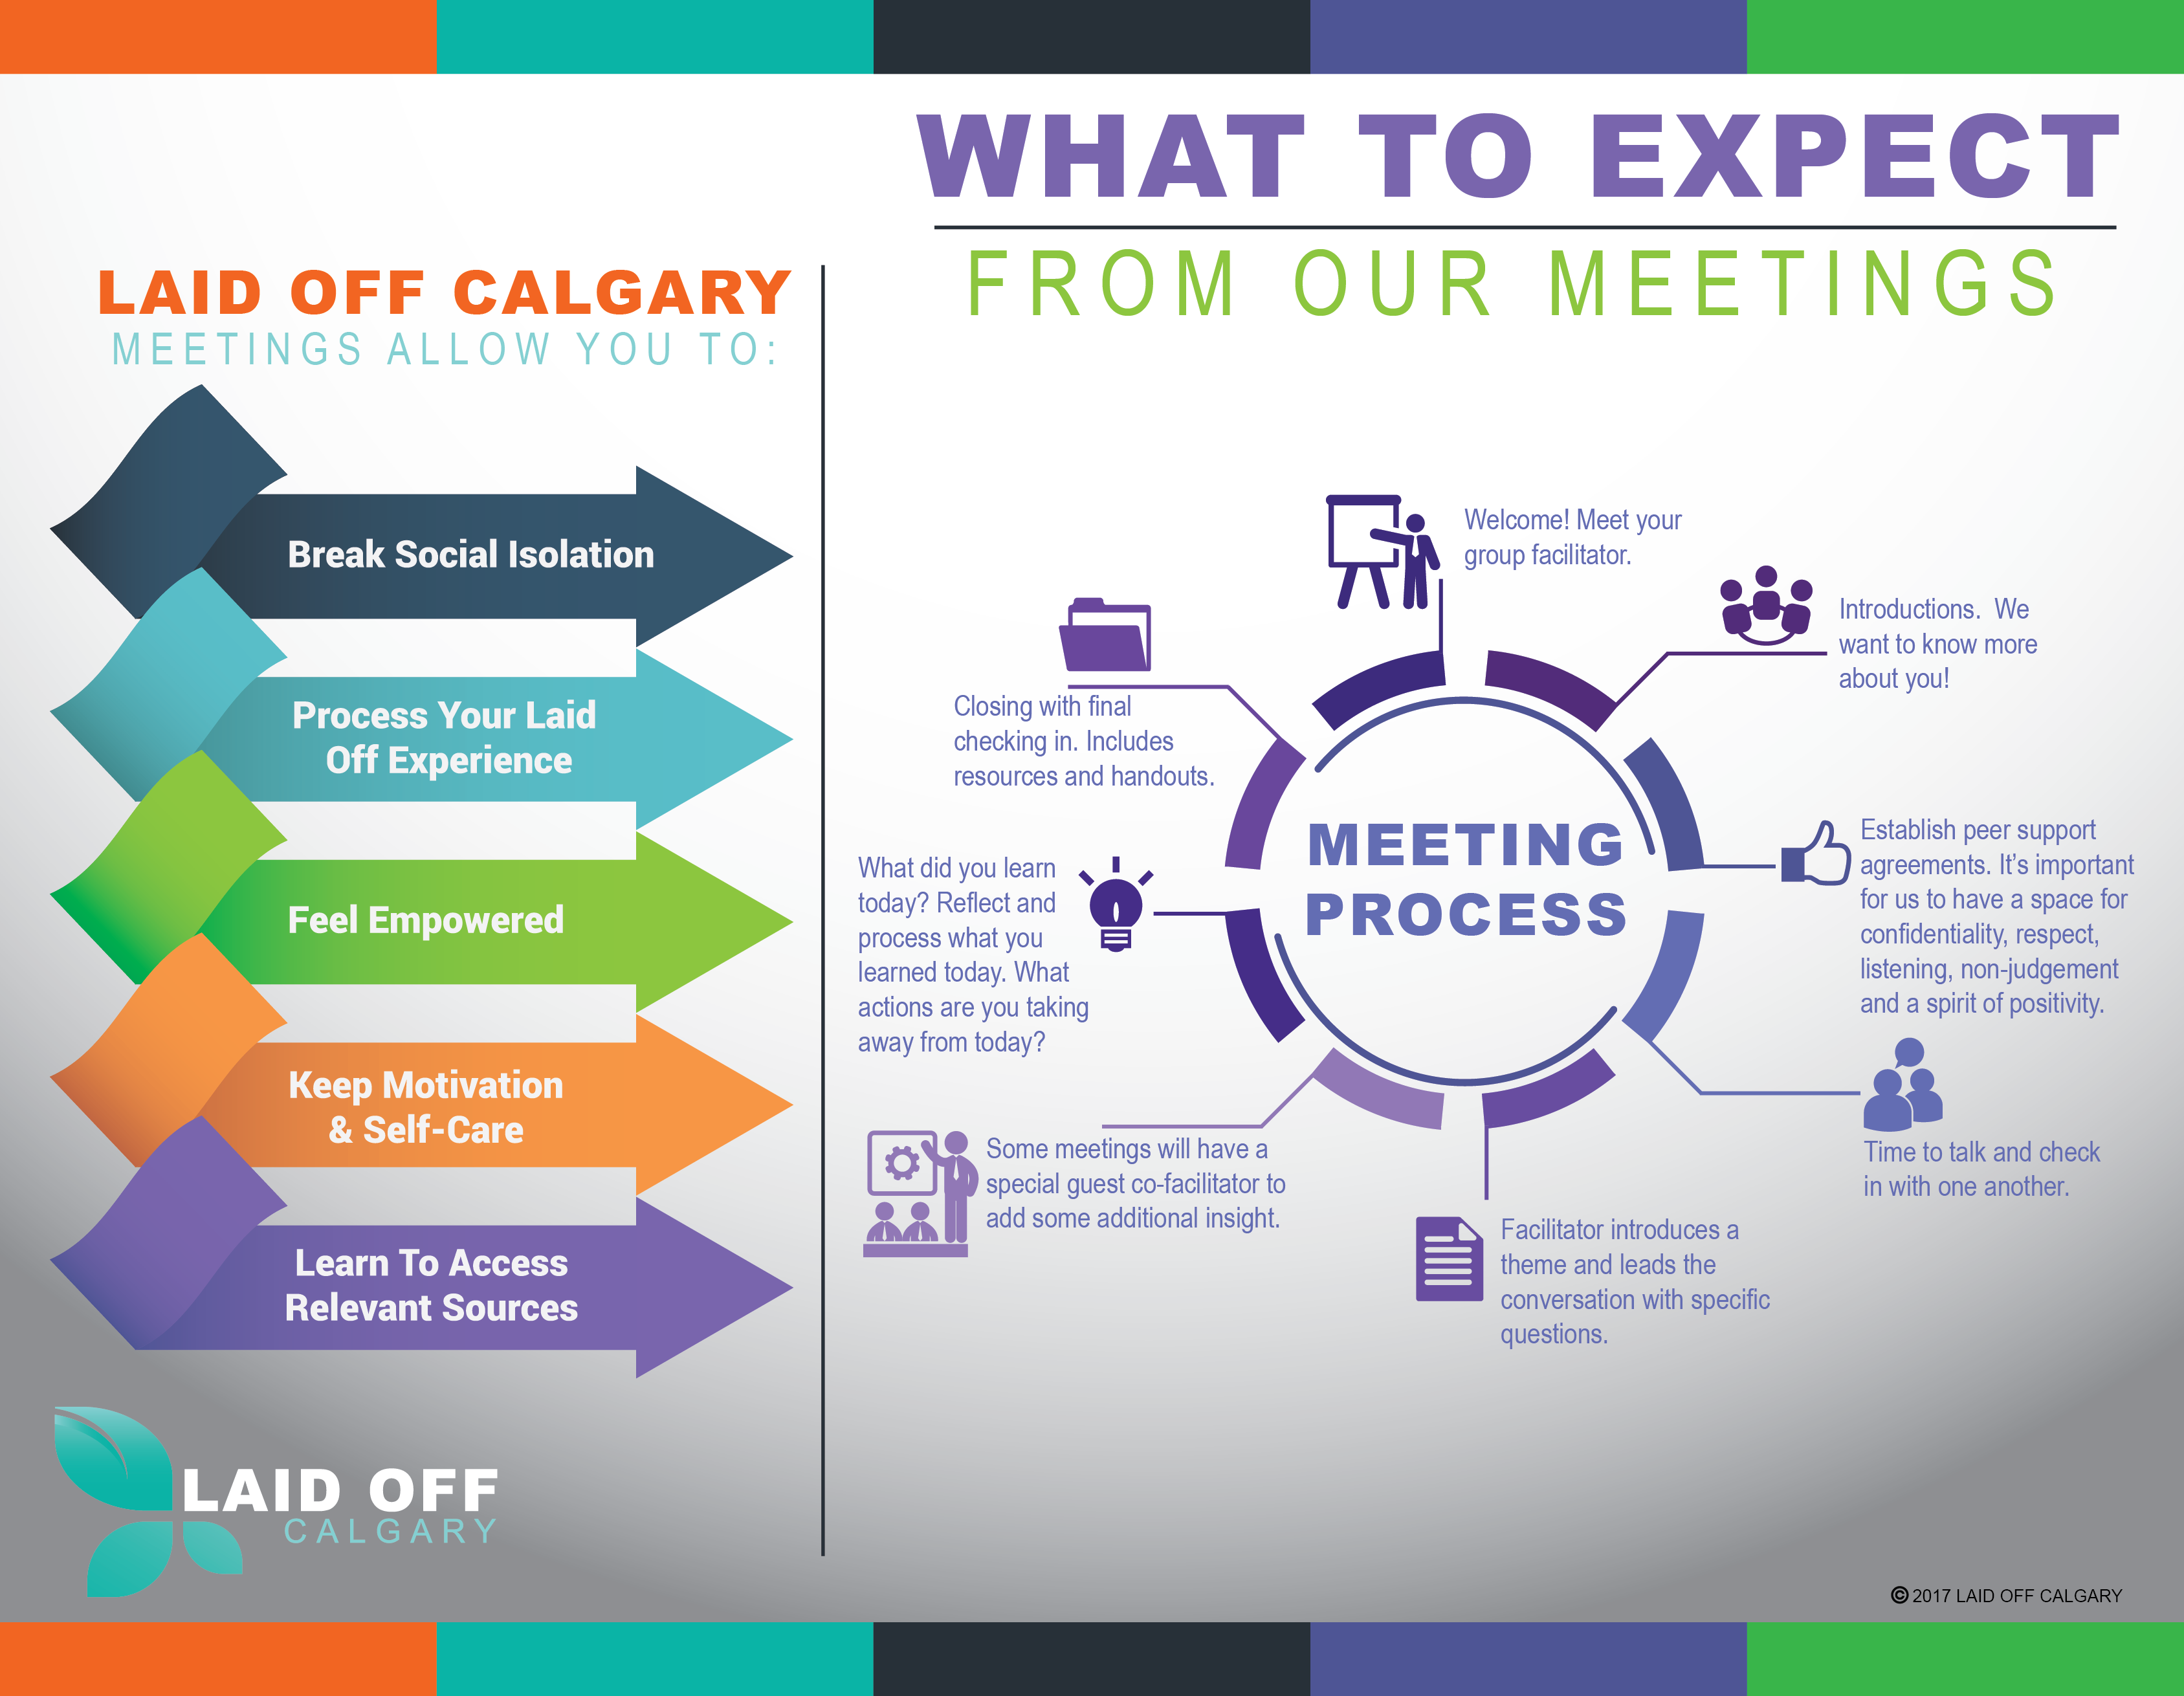 WHAT TO EXPECT
FROM OUR MEETINGS
LAID OFF CALGARY
MEETINGS ALLOW YOU TO:
Break Social Isolation
Process Your Laid
Off Experience
Feel Empowered
Keep Motivation
& Self-Care
Learn To Access
Relevant Sources
LAID OFF
CALGARY
MEETING
PROCESS
Welcome! Meet your
group facilitator.
Introductions.  We
want to know more
about you!
Establish peer support
agreements. It’s important
for us to have a space for
confidentiality, respect,
listening, non-judgement
and a spirit of positivity.
Time to talk and check
in with one another.
Facilitator introduces a
theme and leads the
conversation with specific
questions.
Some meetings will have a
special guest co-facilitator to
add some additional insight.
What did you learn
today? Reflect and
process what you
learned today. What
actions are you taking
away from today?
Closing with final
checking in. Includes
resources and handouts.
© 2017 LAID OFF CALGARY